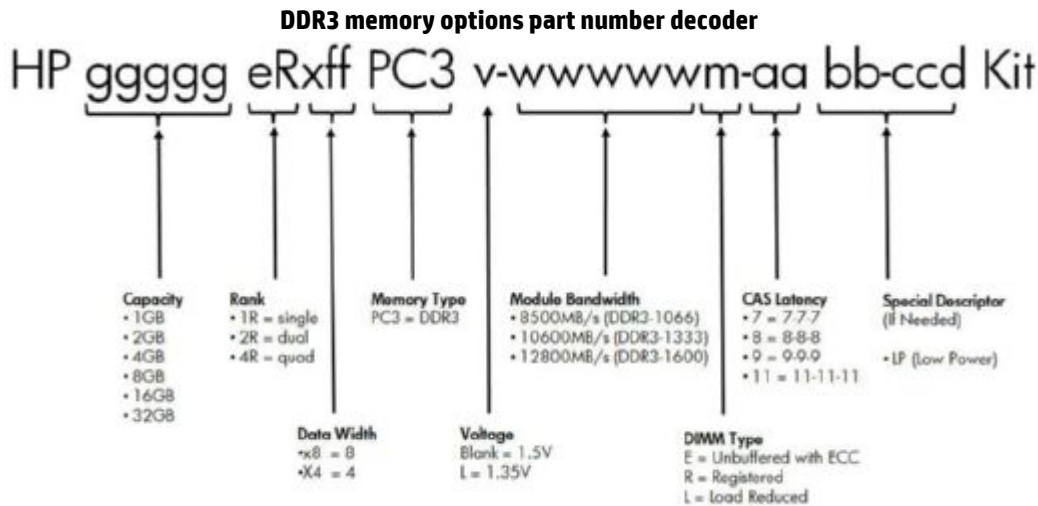 DDR3 memory options part number decoder
HP ggggg eRxff PC3 v-wwwwwm-aa bb-ccd Kit
Capacity
• 1GB
• 2GB
• 4GB
• 8GB
• 16GB
• 32GB
Rank
• 1R = single
• 2R = dual
• 4R = quad
Memory Type
PC3 = DDR3
Module Bandwidth
• 8500MB/s (DDR3-1066)
• 10600MB/s (DDR3-1333)
• 12800MB/s (DDR3-1600)
CAS Latency
• 7 = 7-7-7
• 8 = 8-8-8
• 9 = 9-9-9
• 11 = 11-11-11
Special Descriptor
(If Needed)
• LP (Low Power)
Data Width
•x8 = 8
•X4 = 4
Voltage
Blank = 1.5V
L = 1.35V
DIMM Type
E = Unbuffered with ECC
R = Registered
L = Load Reduced